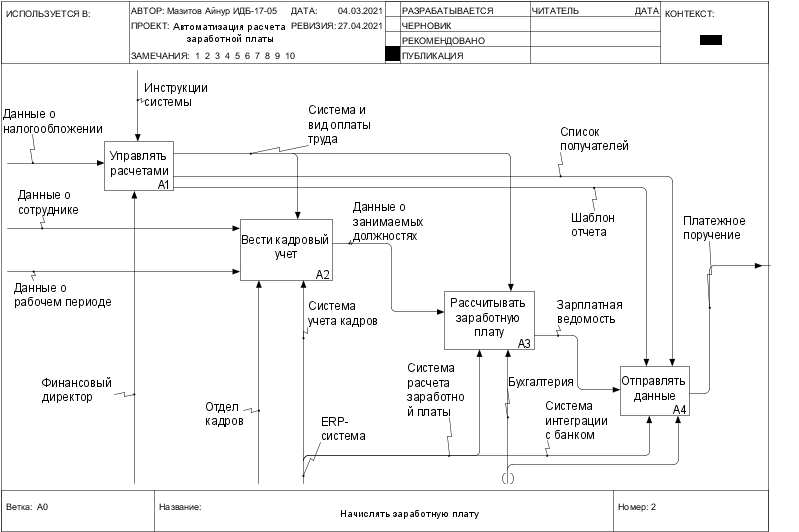 ИСПОЛЬЗУЕТСЯ В:
АВТОР: Мазитов Айнур ИДБ-17-05
ДАТА: 04.03.2021
ПРОЕКТ: Автоматизация расчета
заработной платы
РЕВИЗИЯ: 27.04.2021
ЗАМЕЧАНИЯ: 1 2 3 4 5 6 7 8 9 10
РАЗРАБАТЫВАЕТСЯ
ЧЕРНОВИК
РЕКОМЕНДОВАНО
ПУБЛИКАЦИЯ
ЧИТАТЕЛЬ
ДАТА
КОНТЕКСТ:
Инструкции
системы
Данные о
налогообложении
Управлять
расчетами
A1
Система и
вид оплаты
труда
Список
получателей
Данные о
сотруднике
Шаблон
отчета
Данные о
занимаемых
должностях
Платежное
поручение
Вести кадровый
учет
A2
Данные о
рабочем периоде
Система
учета кадров
Рассчитывать
заработную
плату
A3
Зарплатная
ведомость
Финансовый
директор
Отдел
кадров
Система
расчета
заработно
й платы
Бухгалтерия
Отправлять
данные
A4
Система
интеграции
с банком
ERP-
система
Ветка: A0
Название:
Начислять заработную плату
Номер: 2